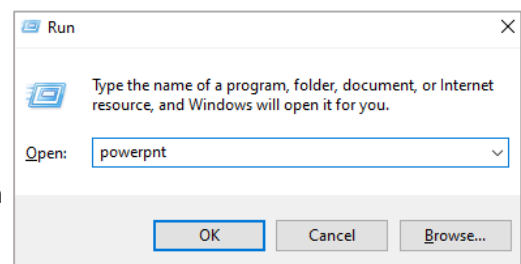 Run
Type the name of a program, folder, document, or Internet
resource, and Windows will open it for you.
Open: powerpnt
OK Cancel Browse...